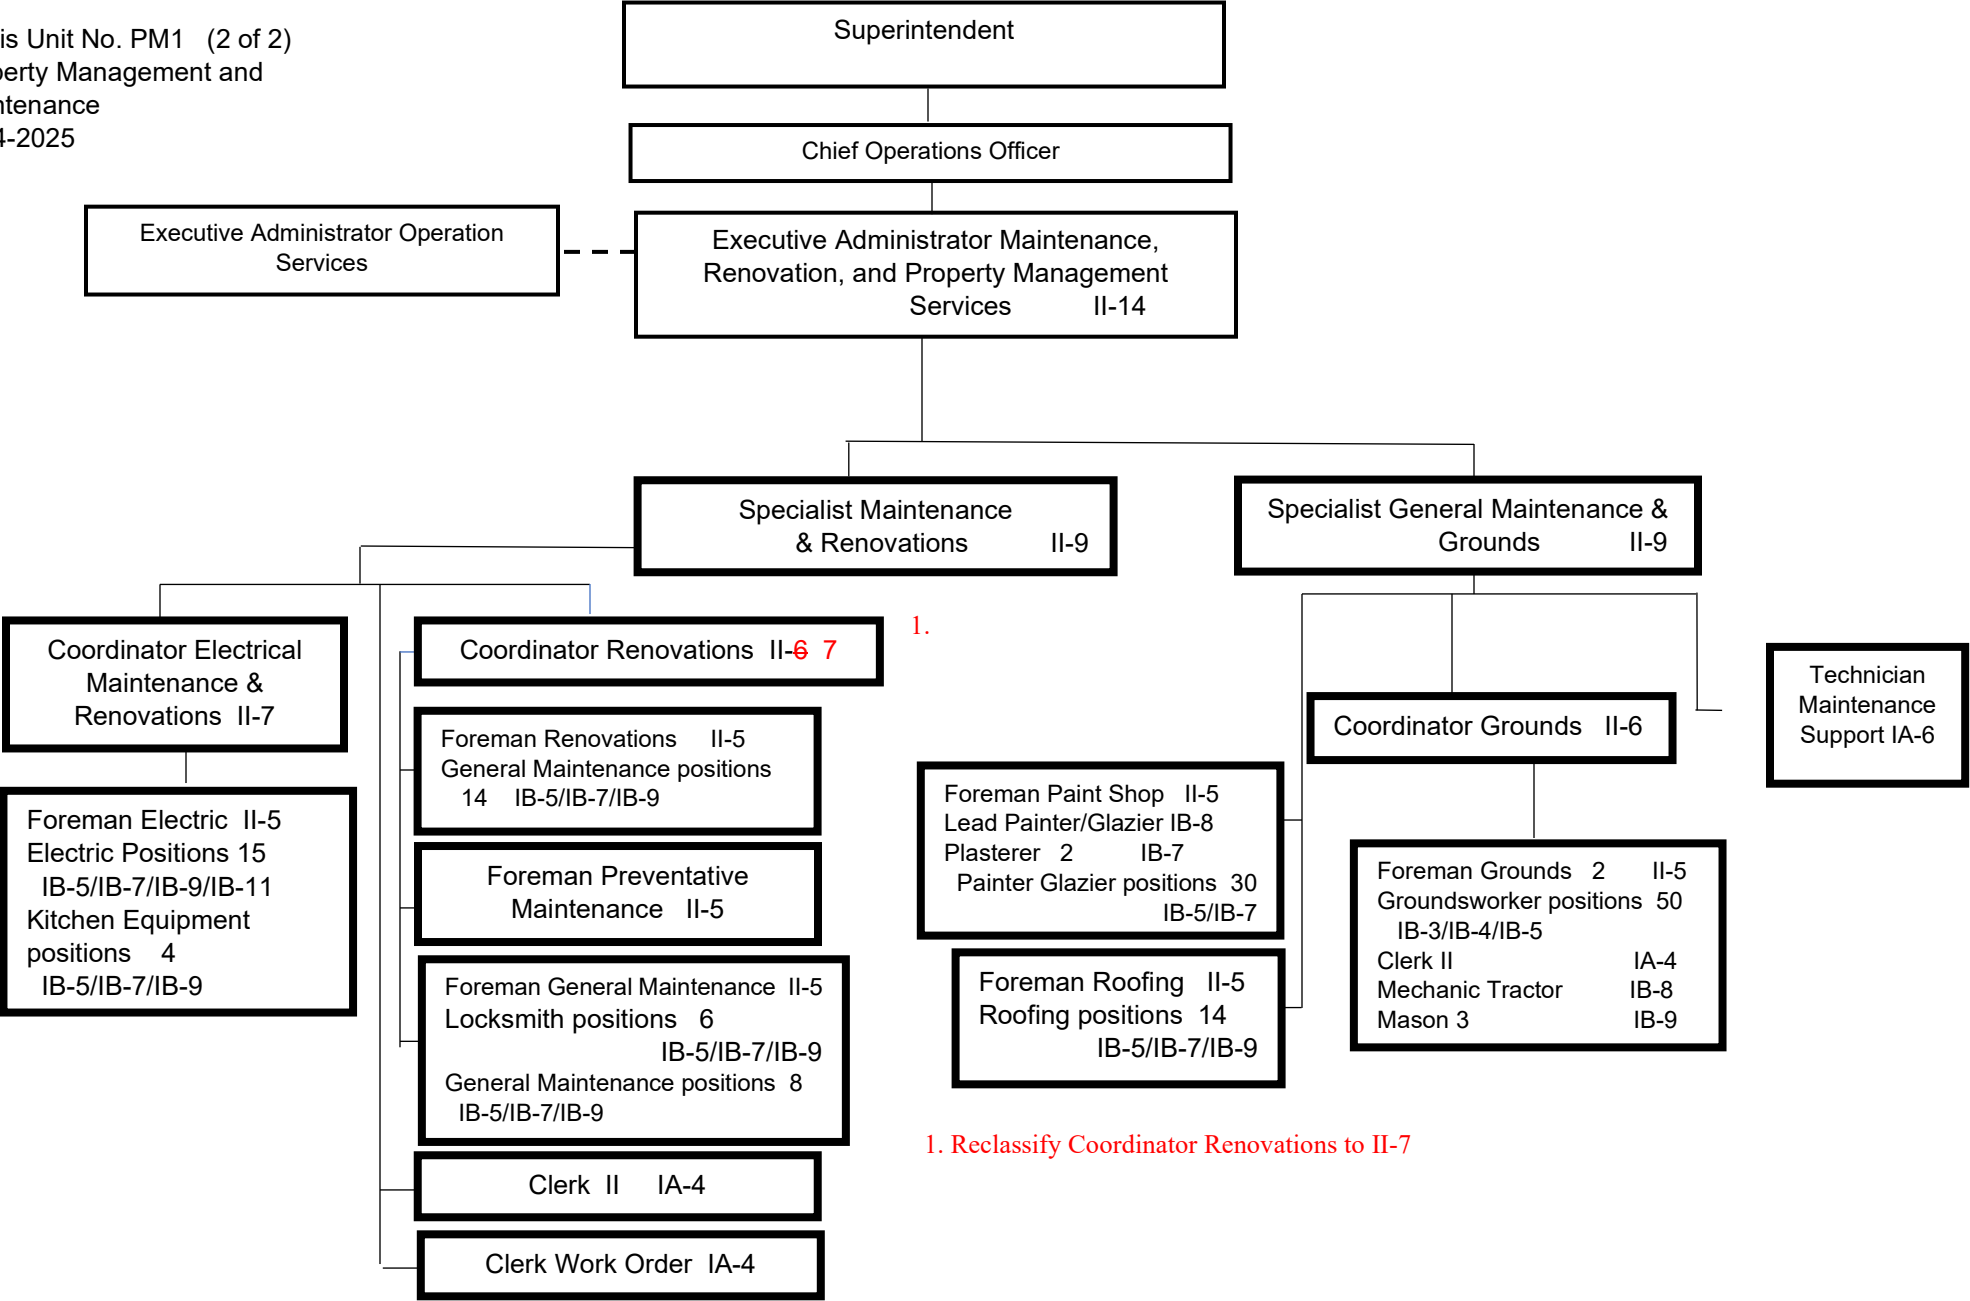 is Unit No. PM1 (2 of 2)
erty Management and
ntenance
4-2025
Superintendent
Chief Operations Officer
Executive Administrator Operation
Services
Executive Administrator Maintenance,
Renovation, and Property Management
Services II-14
Specialist Maintenance
& Renovations II-9
Specialist General Maintenance &
Grounds II-9
Coordinator Electrical
Maintenance &
Renovations II-7
Foreman Electric II-5
Electric Positions 15
IB-5/IB-7/IB-9/IB-11
Kitchen Equipment
positions 4
IB-5/IB-7/IB-9
Coordinator Renovations II-6 7
1.
Foreman Renovations II-5
General Maintenance positions
14 IB-5/IB-7/IB-9
Foreman Preventative
Maintenance II-5
Foreman General Maintenance II-5
Locksmith positions 6
IB-5/IB-7/IB-9
General Maintenance positions 8
IB-5/IB-7/IB-9
Clerk II IA-4
Clerk Work Order IA-4
Foreman Paint Shop II-5
Lead Painter/Glazier IB-8
Plasterer 2 IB-7
Painter Glazier positions 30
IB-5/IB-7
Foreman Roofing II-5
Roofing positions 14
IB-5/IB-7/IB-9
Coordinator Grounds II-6
Foreman Grounds 2 II-5
Groundsworker positions 50
IB-3/IB-4/IB-5
Clerk II IA-4
Mechanic Tractor IB-8
Mason 3 IB-9
Technician
Maintenance
Support IA-6
1. Reclassify Coordinator Renovations to II-7